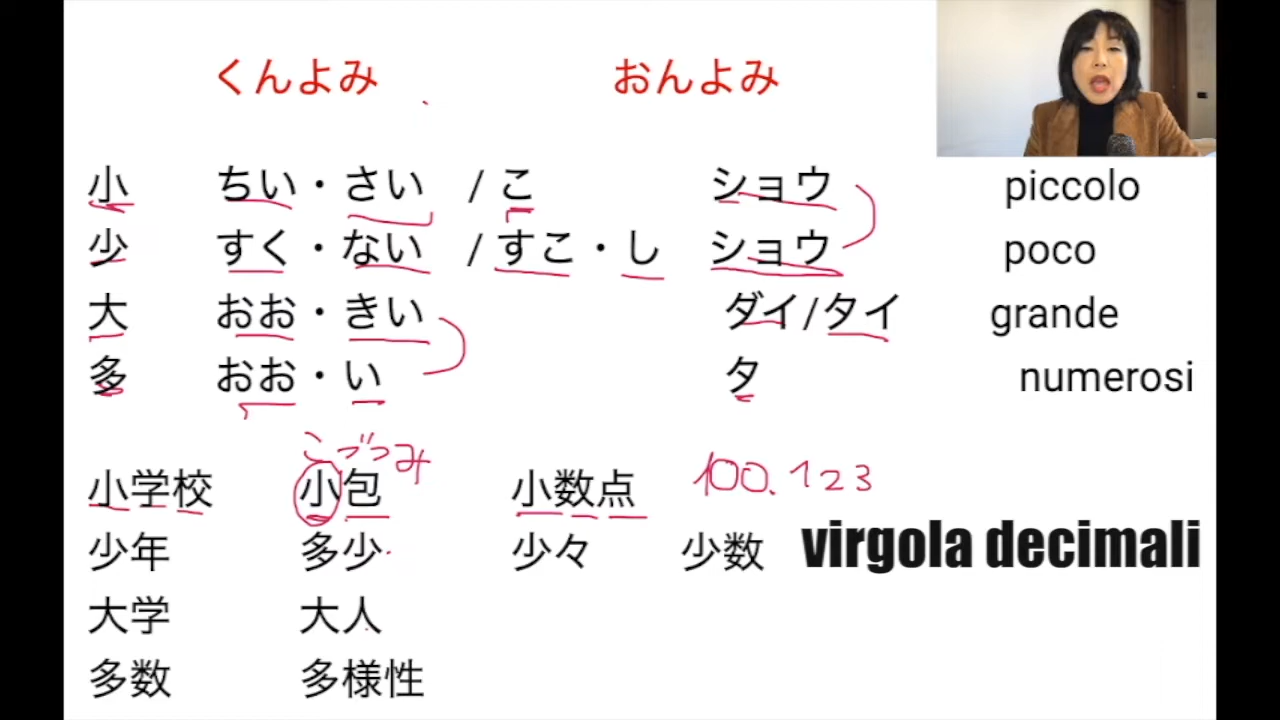 くんよみ おんよみ
小 ちい・さい /こ ショウ piccolo
少 すく・ない /すこ・し ショウ poco
大 おお・きい ダイ/タイ grande
多 おお・い タ numerosi
こづつみ
小学校 小包 小数点 100.123
少年 多少 少々 少数 virgola decimali
大学 大人
多数 多様性